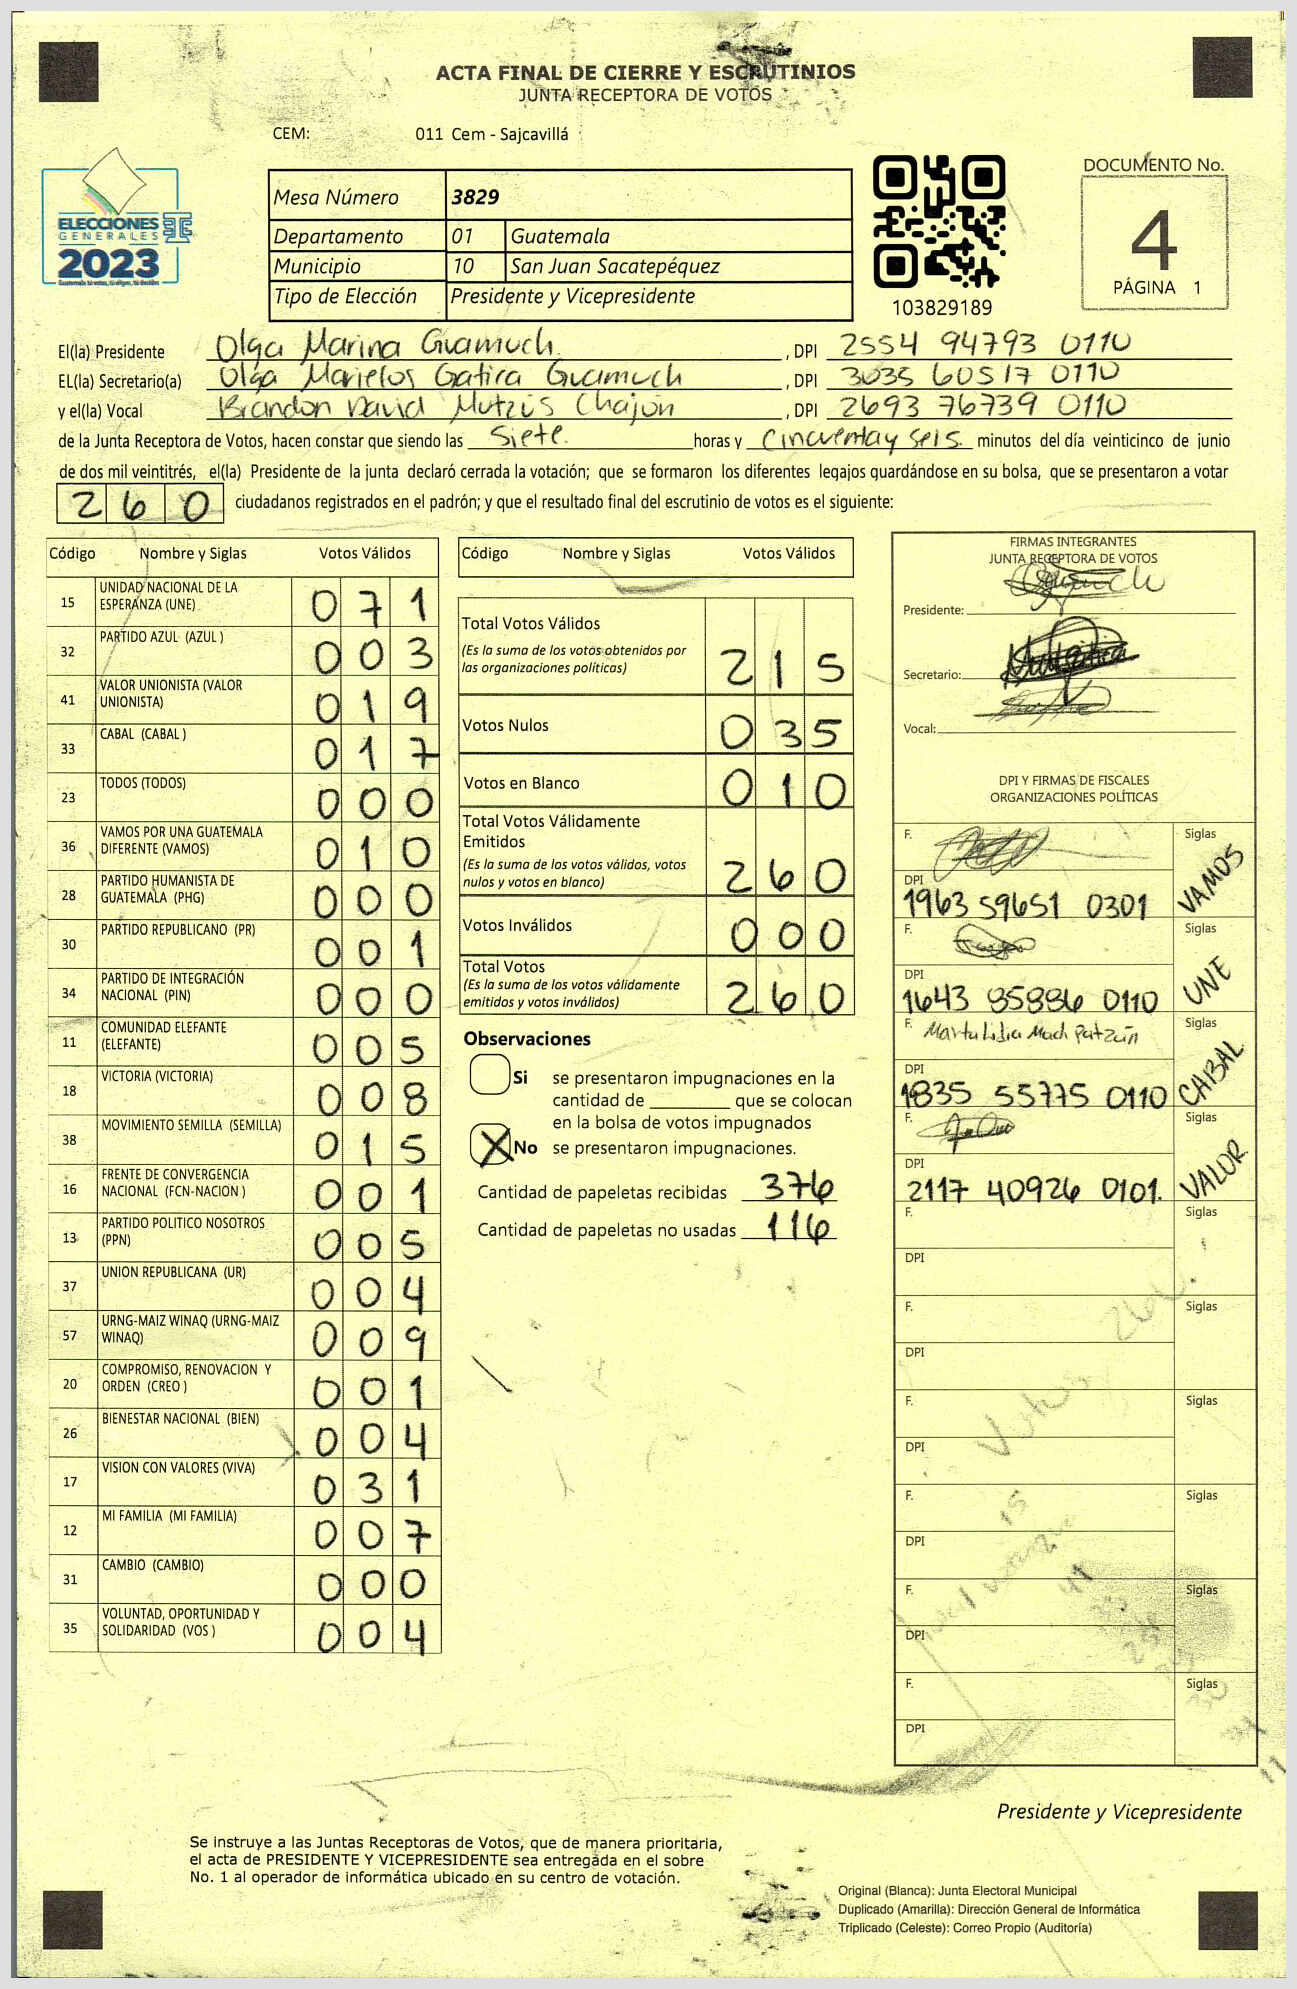 ACTA FINAL DE CIERRE Y ESCRUTINIOS
JUNTA RECEPTORA DE VOTOS
CEM: 011 Cem - Sajcavillá
ELECCIONES
GENERALES
2023
Mesa Número 3829
Departamento 01 Guatemala
Municipio 10 San Juan Sacatepéquez
Tipo de Elección Presidente y Vicepresidente
103829189
DOCUMENTO No.
4
PÁGINA 1
El(la) Presidente Olga Marina Guamuch. , DPI 2554 94793 0110
EL(la) Secretario(a) Olga Marielos Gatica Guamuch , DPI 3035 60517 0110
y el(la) Vocal Brandon David Mutzús Chajón , DPI 2693 76739 0110
de la Junta Receptora de Votos, hacen constar que siendo las siete. horas y cincuentay seis. minutos del día veinticinco de junio
de dos mil veintitrés, el(la) Presidente de la junta declaró cerrada la votación; que se formaron los diferentes legajos guardándose en su bolsa, que se presentaron a votar
260 ciudadanos registrados en el padrón; y que el resultado final del escrutinio de votos es el siguiente:
Código Nombre y Siglas Votos Válidos
15 UNIDAD NACIONAL DE LA ESPERANZA (UNE) 071
32 PARTIDO AZUL (AZUL ) 003
41 VALOR UNIONISTA (VALOR UNIONISTA) 019
33 CABAL (CABAL ) 017
23 TODOS (TODOS) 000
36 VAMOS POR UNA GUATEMALA DIFERENTE (VAMOS) 010
28 PARTIDO HUMANISTA DE GUATEMALA (PHG) 000
30 PARTIDO REPUBLICANO (PR) 001
34 PARTIDO DE INTEGRACIÓN NACIONAL (PIN) 000
11 COMUNIDAD ELEFANTE (ELEFANTE) 005
18 VICTORIA (VICTORIA) 008
38 MOVIMIENTO SEMILLA (SEMILLA) 015
16 FRENTE DE CONVERGENCIA NACIONAL (FCN-NACION ) 001
13 PARTIDO POLITICO NOSOTROS (PPN) 005
37 UNION REPUBLICANA (UR) 004
57 URNG-MAIZ WINAQ (URNG-MAIZ WINAQ) 009
20 COMPROMISO, RENOVACION Y ORDEN (CREO ) 001
26 BIENESTAR NACIONAL (BIEN) 004
17 VISION CON VALORES (VIVA) 031
12 MI FAMILIA (MI FAMILIA) 007
31 CAMBIO (CAMBIO) 000
35 VOLUNTAD, OPORTUNIDAD Y SOLIDARIDAD (VOS ) 004
Código Nombre y Siglas Votos Válidos
Total Votos Válidos
(Es la suma de los votos obtenidos por
las organizaciones políticas) 215
Votos Nulos 035
Votos en Blanco 010
Total Votos Válidamente
Emitidos
(Es la suma de los votos válidos, votos
nulos y votos en blanco) 260
Votos Inválidos 000
Total Votos
(Es la suma de los votos válidamente
emitidos y votos inválidos) 260
Observaciones
Si se presentaron impugnaciones en la
cantidad de ________ que se colocan
en la bolsa de votos impugnados
X No se presentaron impugnaciones.
Cantidad de papeletas recibidas 376
Cantidad de papeletas no usadas 116
FIRMAS INTEGRANTES
JUNTA RECEPTORA DE VOTOS
Presidente:
Secretario:
Vocal:
DPI Y FIRMAS DE FISCALES
ORGANIZACIONES POLÍTICAS
F. Siglas VAMOS
DPI
1963 59651 0301
F. Siglas UNE
DPI
1643 85886 0110
F. Marta Lidia Mach Patzún Siglas CABAL
DPI
1835 55775 0110
F. Siglas VALOR.
DPI
2117 40926 0101.
F. Siglas
DPI
F. Siglas
DPI
F. Siglas
DPI
F. Siglas
DPI
F. Siglas
DPI
F. Siglas
DPI
Presidente y Vicepresidente
Se instruye a las Juntas Receptoras de Votos, que de manera prioritaria,
el acta de PRESIDENTE Y VICEPRESIDENTE sea entregada en el sobre
No. 1 al operador de informática ubicado en su centro de votación.
Original (Blanca): Junta Electoral Municipal
Duplicado (Amarilla): Dirección General de Informática
Triplicado (Celeste): Correo Propio (Auditoría)